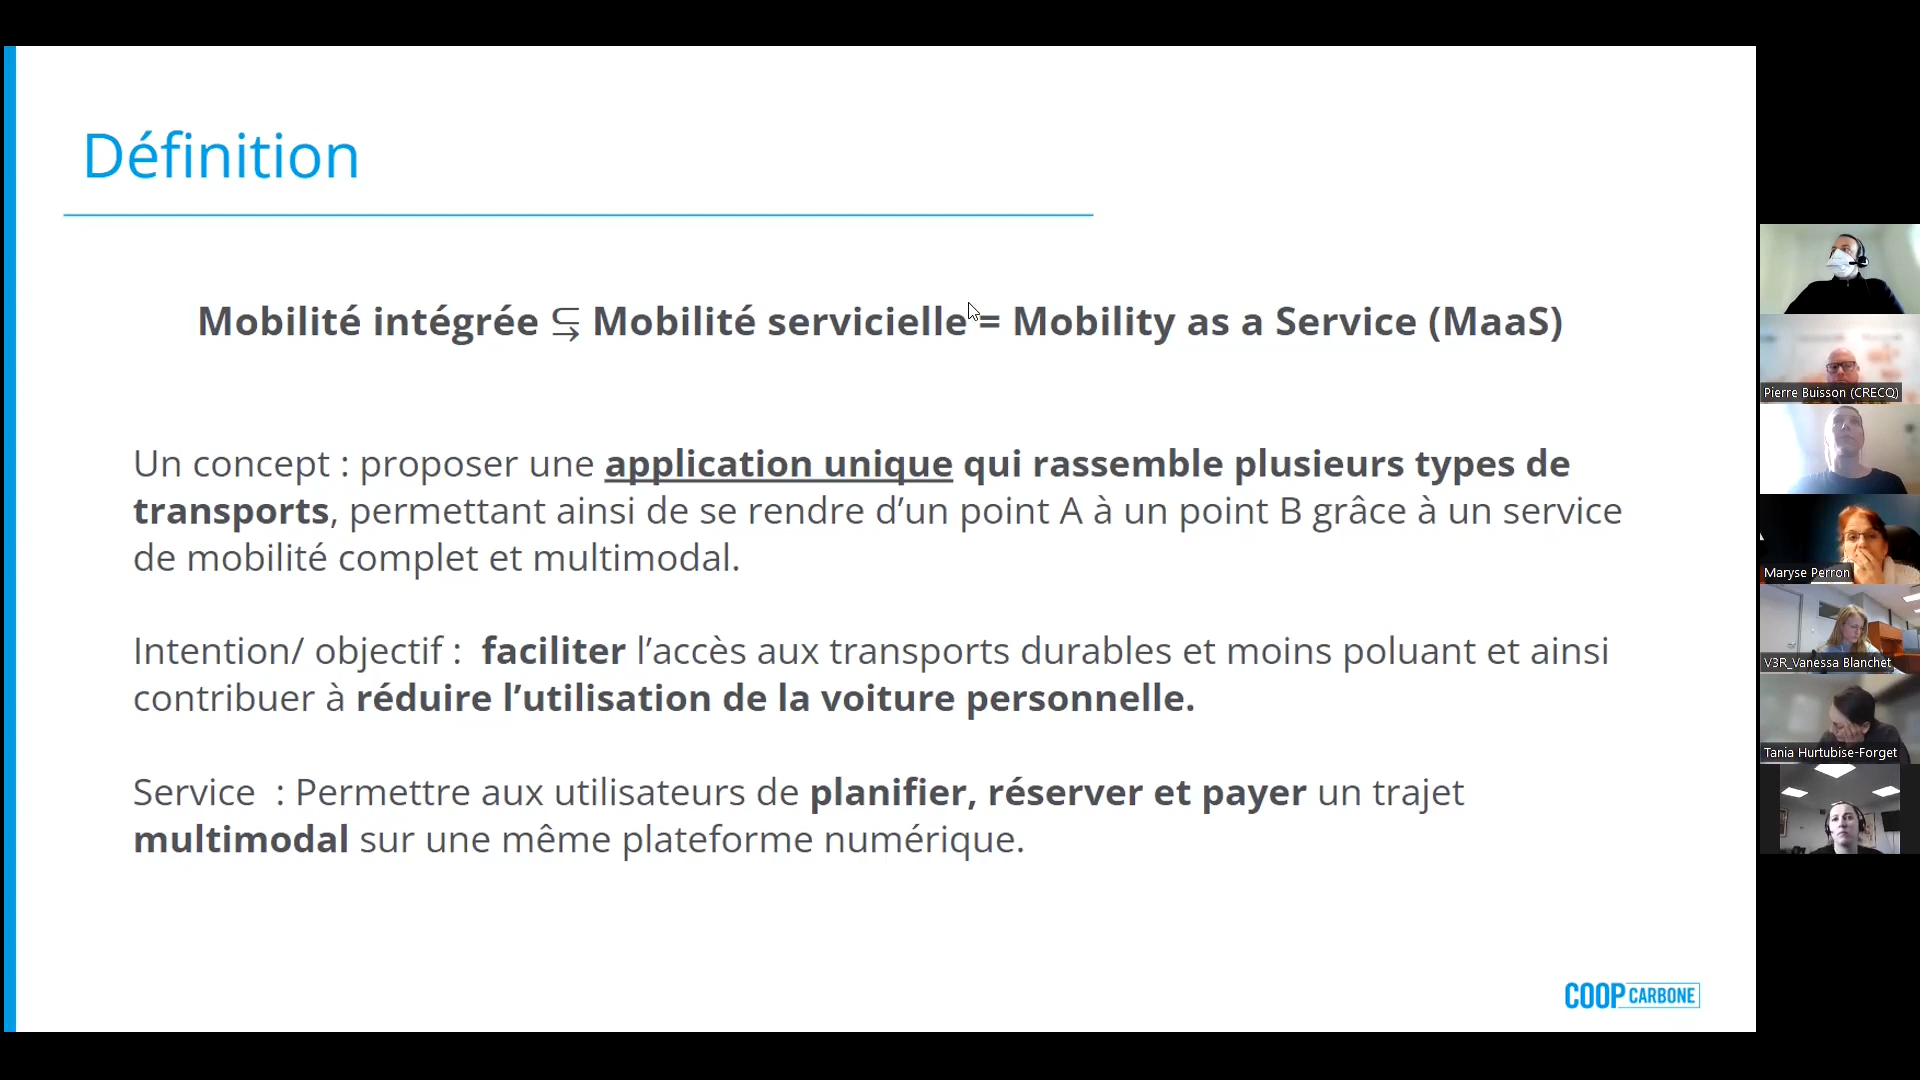 Définition
Mobilité intégrée ⊊ Mobilité servicielle = Mobility as a Service (MaaS)
Un concept : proposer une application unique qui rassemble plusieurs types de
transports, permettant ainsi de se rendre d’un point A à un point B grâce à un service
de mobilité complet et multimodal.
Intention/ objectif :  faciliter l’accès aux transports durables et moins poluant et ainsi
contribuer à réduire l’utilisation de la voiture personnelle.
Service  : Permettre aux utilisateurs de planifier, réserver et payer un trajet
multimodal sur une même plateforme numérique.
COOP CARBONE
Pierre Buisson (CRECQ)
Maryse Perron
V3R_Vanessa Blanchet
Tania Hurtubise-Forget